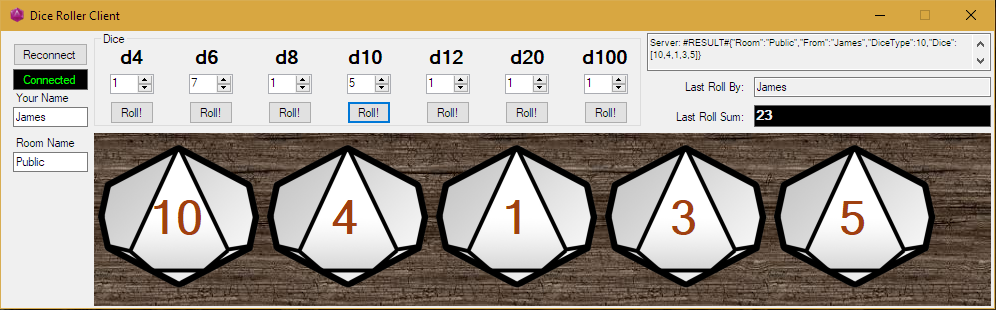 Dice Roller Client
Reconnect
Connected
Your Name
James
Room Name
Public
Dice
d4 d6 d8 d10 d12 d20 d100
1 7 1 5 1 1 1
Roll! Roll! Roll! Roll! Roll! Roll! Roll!
Server: #RESULT#{"Room":"Public","From":"James","DiceType":10,"Dice":
[10,4,1,3,5]}
Last Roll By: James
Last Roll Sum: 23
10 4 1 3 5